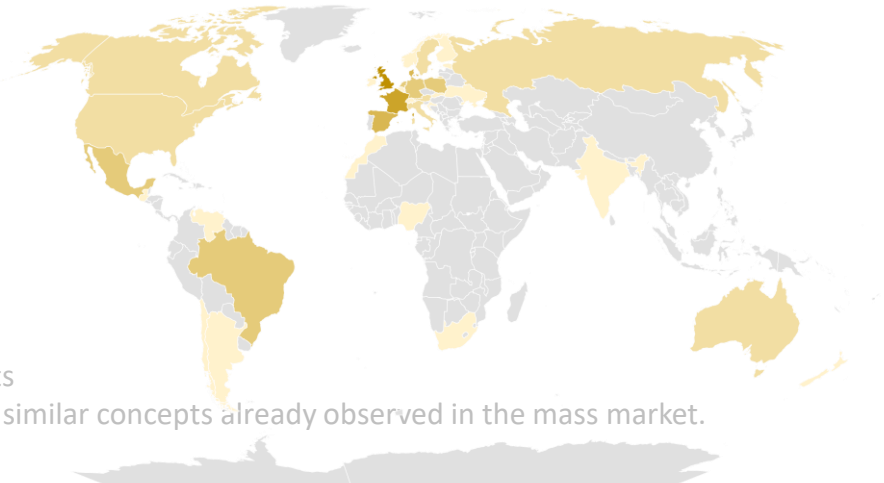 similar concepts already observed in the mass market.